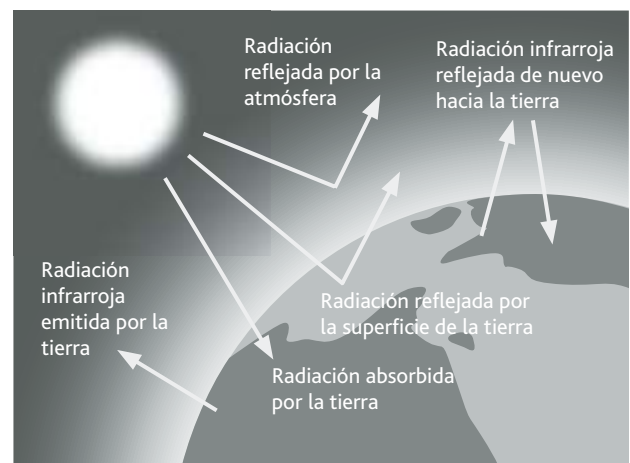 Radiación
reflejada por la
atmósfera
Radiación infrarroja
reflejada de nuevo
hacia la tierra
Radiación
infrarroja
emitida por la
tierra
Radiación reflejada por
la superficie de la tierra
Radiación absorbida
por la tierra